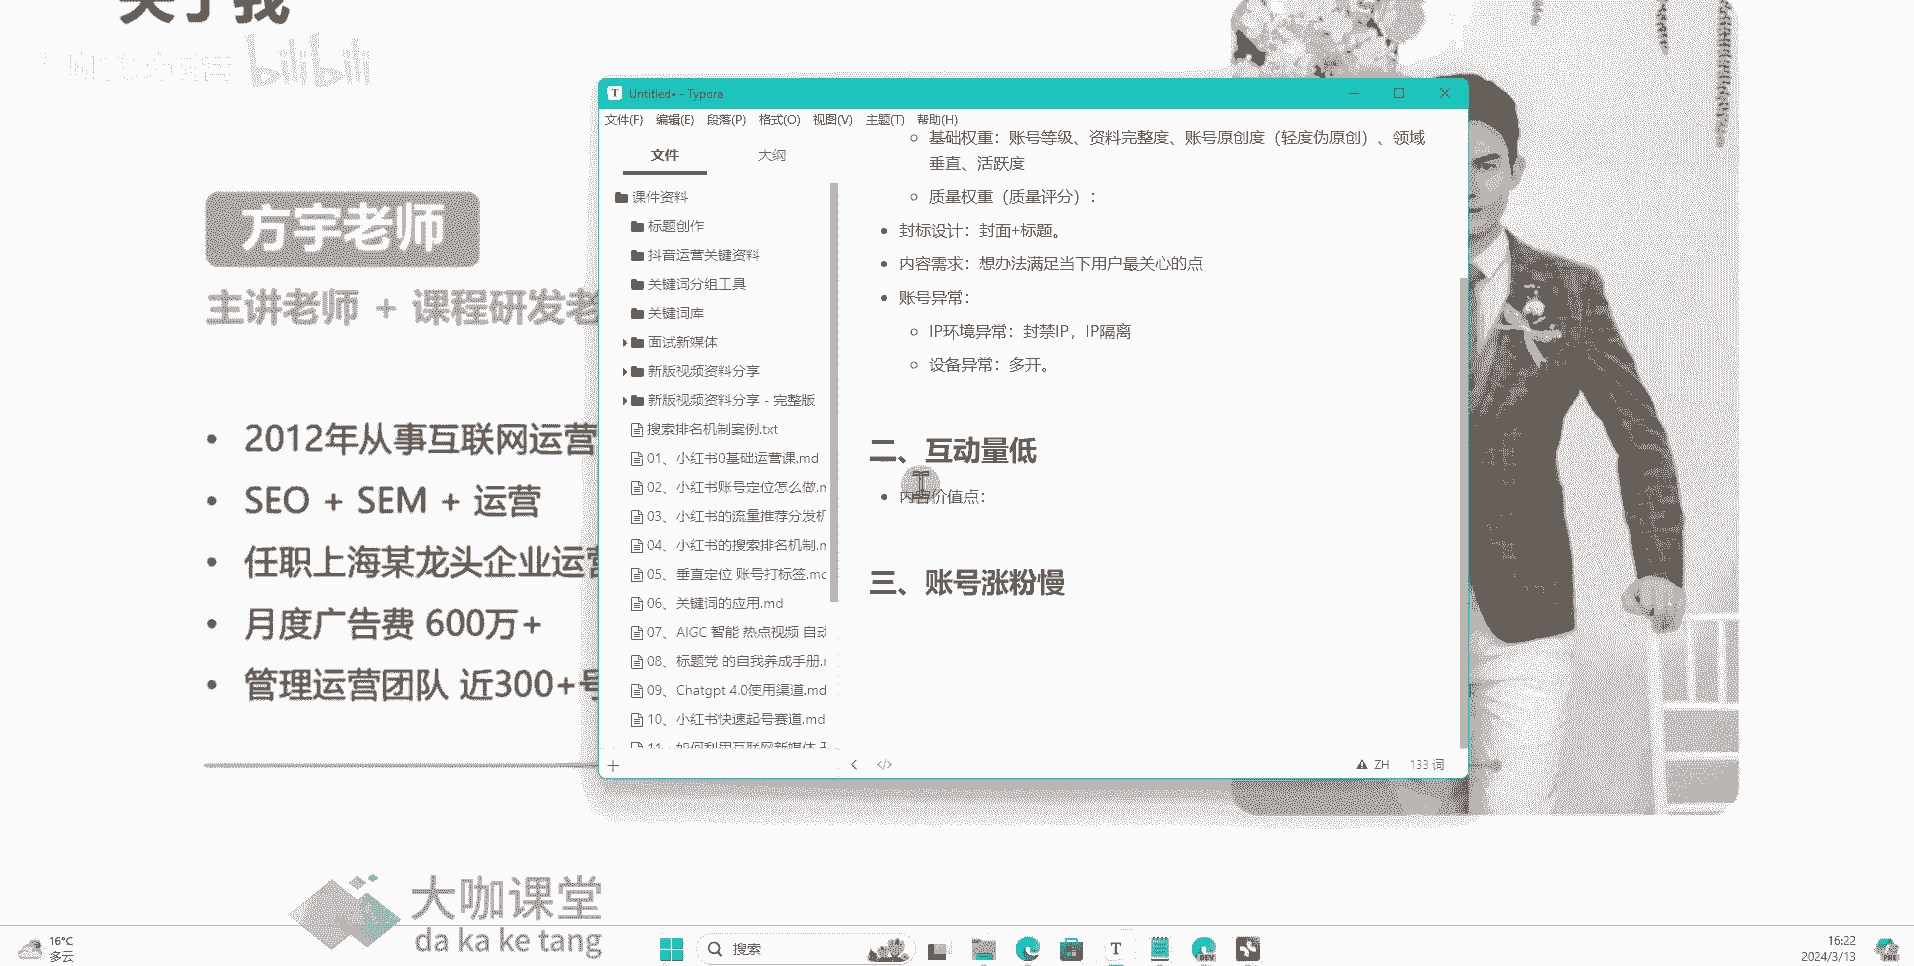 关于我
bilibili
方宇老师
主讲老师 + 课程研发老
• 2012年从事互联网运营
• SEO + SEM + 运营
• 任职上海某龙头企业运营
• 月度广告费 600万+
• 管理运营团队 近300+号
大咖课堂
da ka ke tang
Untitled• - Typora
文件(F) 编辑(E) 段落(P) 格式(O) 视图(V) 主题(T) 帮助(H)
文件 大纲
课件资料
标题创作
抖音运营关键资料
关键词分组工具
关键词库
面试新媒体
新版视频资料分享
新版视频资料分享 - 完整版
搜索排名机制案例.txt
01、小红书0基础运营课.md
02、小红书账号定位怎么做.m
03、小红书的流量推荐分发机
04、小红书的搜索排名机制.m
05、垂直定位 账号打标签.md
06、关键词的应用.md
07、AIGC 智能 热点视频 自动
08、标题党 的自我养成手册.m
09、Chatgpt 4.0使用渠道.md
10、小红书快速起号赛道.md
11、如何利用互联网新媒体
基础权重：账号等级、资料完整度、账号原创度（轻度伪原创）、领域
垂直、活跃度
质量权重（质量评分）：
• 封标设计：封面+标题。
• 内容需求：想办法满足当下用户最关心的点
• 账号异常：
IP环境异常：封禁IP，IP隔离
设备异常：多开。
二、互动量低
• 内容价值点：
三、账号涨粉慢
ZH 133 词
16°C
多云
搜索
16:22
2024/3/13